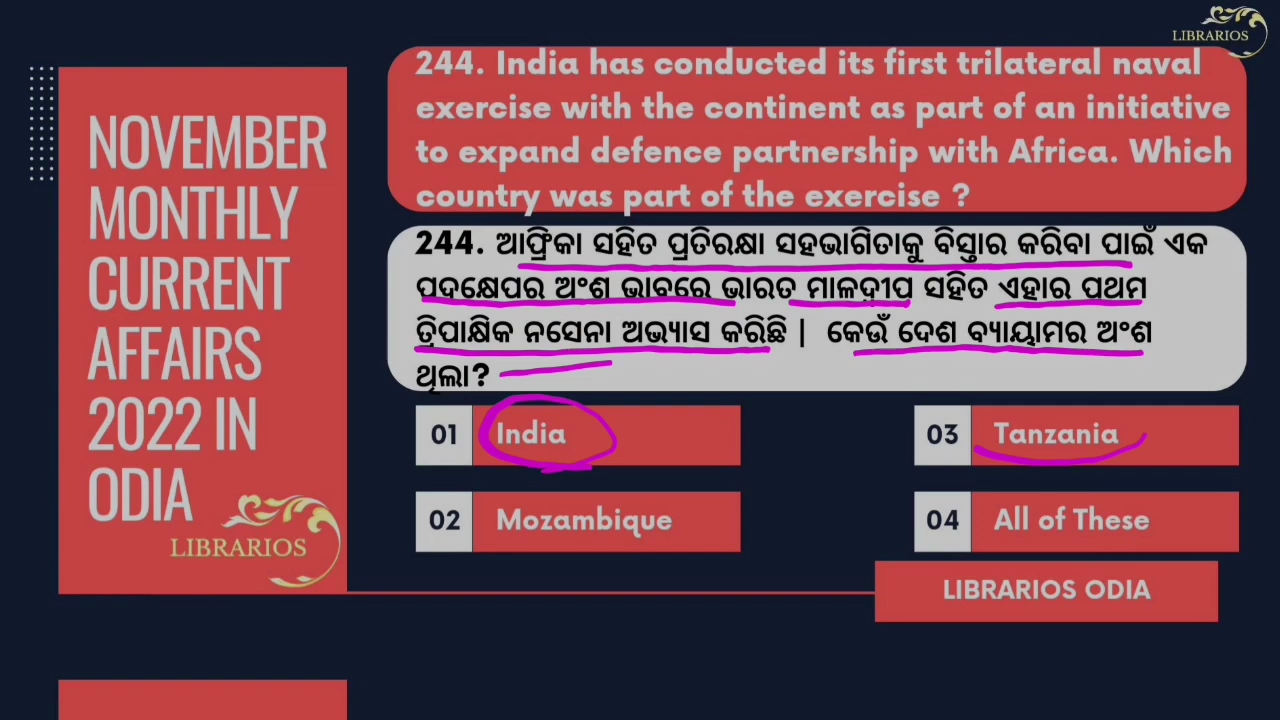 LIBRARIOS
NOVEMBER
MONTHLY
CURRENT
AFFAIRS
2022 IN
ODIA
LIBRARIOS
244. India has conducted its first trilateral naval
exercise with the continent as part of an initiative
to expand defence partnership with Africa. Which
country was part of the exercise ?
244. ଆଫ୍ରିକା ସହିତ ପ୍ରତିରକ୍ଷା ସହଭାଗିତାକୁ ବିସ୍ତାର କରିବା ପାଇଁ ଏକ
ପଦକ୍ଷେପର ଅଂଶ ଭାବରେ ଭାରତ ମାଳଦ୍ୱୀପ ସହିତ ଏହାର ପ୍ରଥମ
ତ୍ରିପାକ୍ଷିକ ନୌସେନା ଅଭ୍ୟାସ କରିଛି | କେଉଁ ଦେଶ ବ୍ୟାୟାମର ଅଂଶ
ଥିଲା?
01 India
03 Tanzania
02 Mozambique
04 All of These
LIBRARIOS ODIA